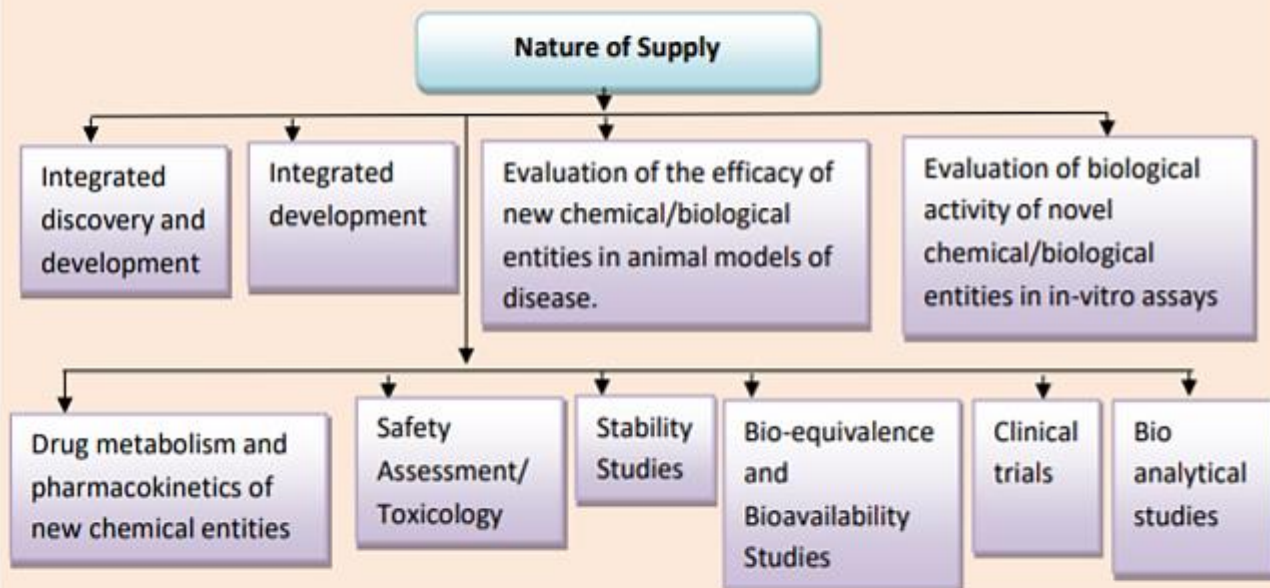 Nature of Supply
Integrated
discovery and
development
Integrated
development
Evaluation of the efficacy of
new chemical/biological
entities in animal models of
disease.
Evaluation of biological
activity of novel
chemical/biological
entities in in-vitro assays
Drug metabolism and
pharmacokinetics of
new chemical entities
Safety
Assessment/
Toxicology
Stability
Studies
Bio-equivalence
and
Bioavailability
Studies
Clinical
trials
Bio
analytical
studies